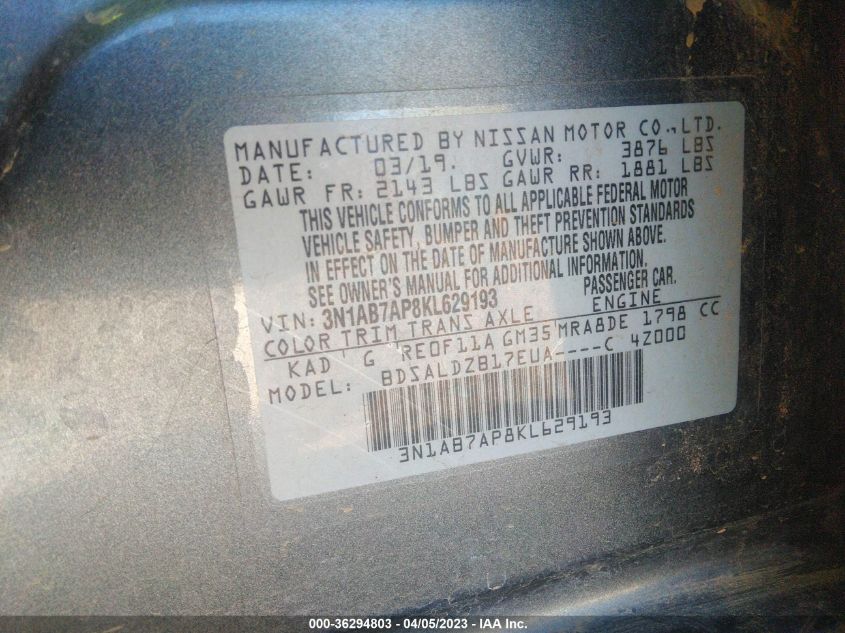 MANUFACTURED BY NISSAN MOTOR CO.,LTD.
DATE: 03/19. GVWR: 3876 LBS
GAWR FR: 2143 LBS GAWR RR: 1881 LBS
THIS VEHICLE CONFORMS TO ALL APPLICABLE FEDERAL MOTOR
VEHICLE SAFETY, BUMPER AND THEFT PREVENTION STANDARDS
IN EFFECT ON THE DATE OF MANUFACTURE SHOWN ABOVE.
SEE OWNER'S MANUAL FOR ADDITIONAL INFORMATION.
VIN: 3N1AB7AP8KL629193 PASSENGER CAR.
COLOR TRIM TRANS AXLE ENGINE
KAD G RE0F11A GM35 MRA8DE 1798 CC
MODEL: BDSALDZB17EUA----C 4Z000
3N1AB7AP8KL629193
000-36294803 - 04/05/2023 - IAA Inc.